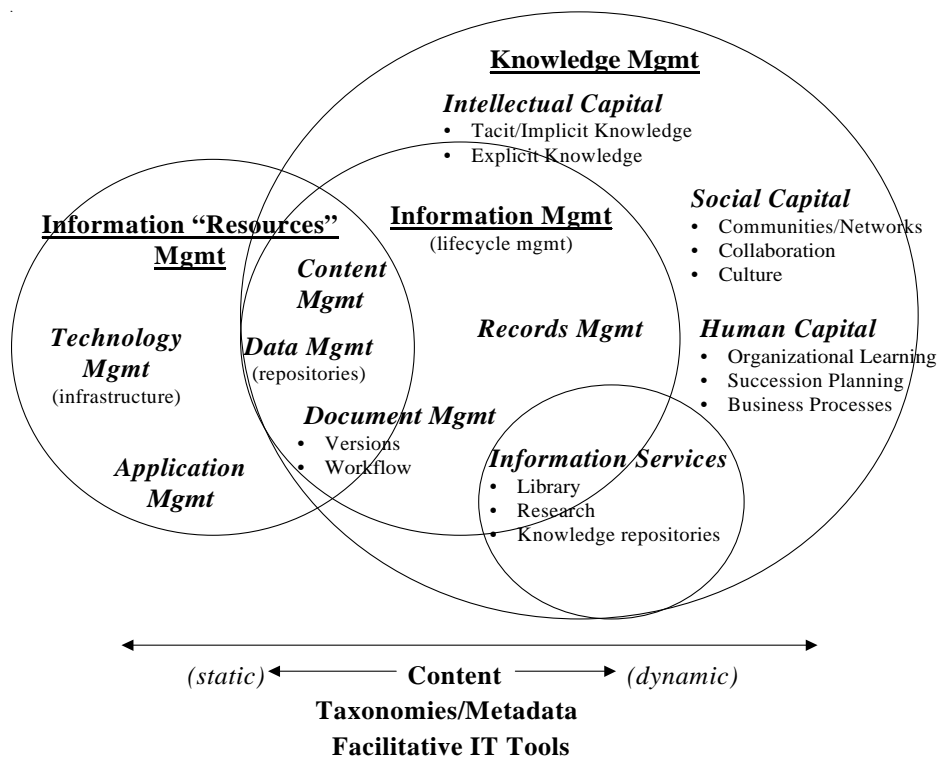 Knowledge Mgmt
Intellectual Capital
• Tacit/Implicit Knowledge
• Explicit Knowledge
Information “Resources”
Mgmt
Information Mgmt
(lifecycle mgmt)
Social Capital
• Communities/Networks
• Collaboration
• Culture
Content
Mgmt
Technology
Mgmt
(infrastructure)
Data Mgmt
(repositories)
Records Mgmt
Human Capital
• Organizational Learning
• Succession Planning
• Business Processes
Document Mgmt
• Versions
• Workflow
Application
Mgmt
Information Services
• Library
• Research
• Knowledge repositories
(static) Content (dynamic)
Taxonomies/Metadata
Facilitative IT Tools